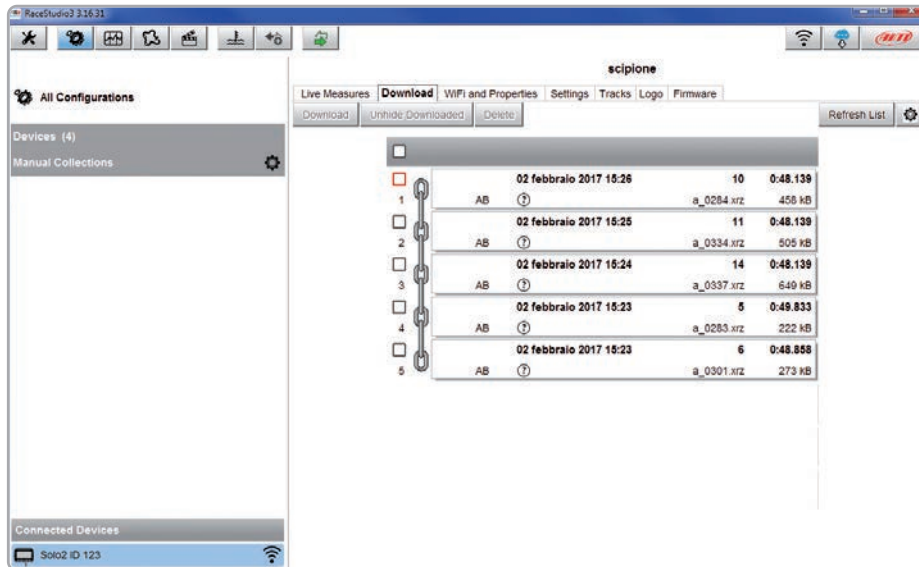 RaceStudio3 3.16.31
AiM
scipione
All Configurations
Live Measures Download WiFi and Properties Settings Tracks Logo Firmware
Download Unhide Downloaded Delete Refresh List
Devices (4)
Manual Collections
02 febbraio 2017 15:26 10 0:48.139
1 AB ? a_0284.xrz 458 kB
02 febbraio 2017 15:25 11 0:48.139
2 AB ? a_0334.xrz 505 kB
02 febbraio 2017 15:24 14 0:48.139
3 AB ? a_0337.xrz 649 kB
02 febbraio 2017 15:23 5 0:49.833
4 AB ? a_0283.xrz 222 kB
02 febbraio 2017 15:23 6 0:48.858
5 AB ? a_0301.xrz 273 kB
Connected Devices
Solo2 ID 123